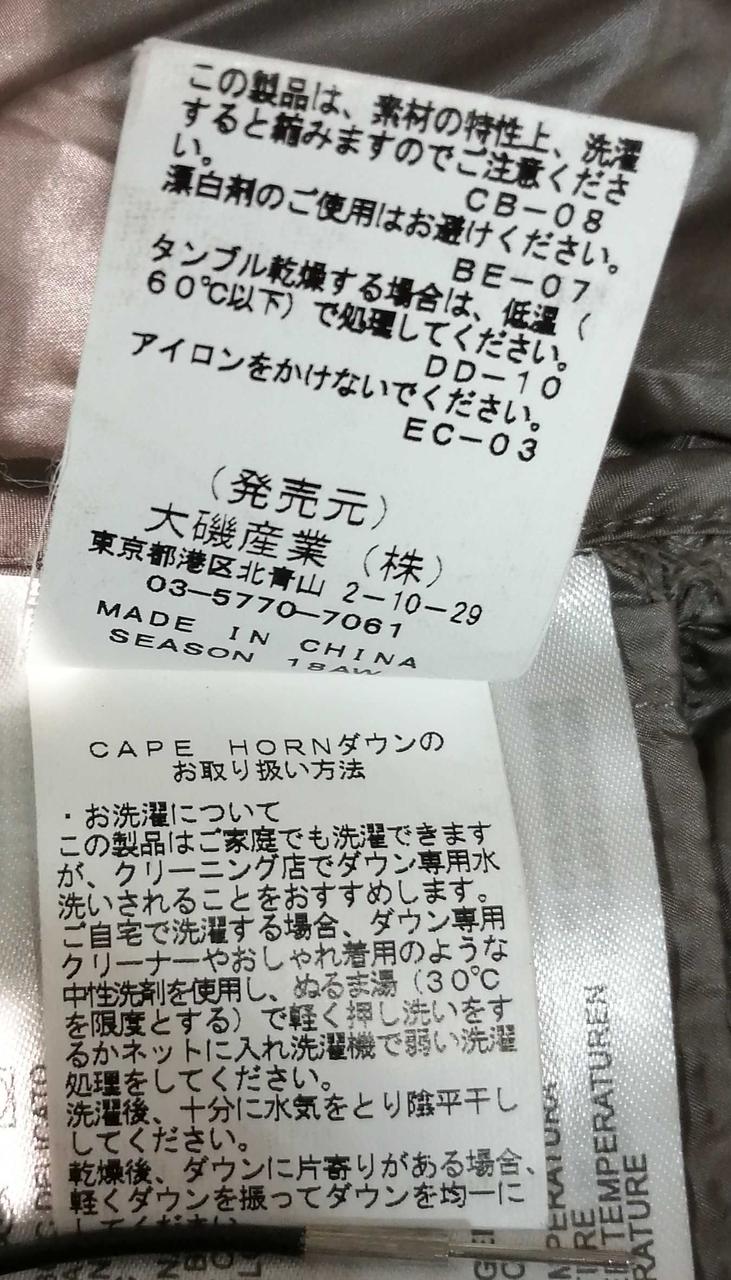 この製品は、素材の特性上、洗濯
すると縮みますのでご注意くださ
い。
CB-08
漂白剤のご使用はお避けください。
BE-07
タンブル乾燥する場合は、低温(
60℃以下)で処理してください。
DD-10
アイロンをかけないでください。
EC-03
(発売元)
大磯産業(株)
東京都港区北青山 2-10-29
03-5770-7061
MADE IN CHINA
SEASON 18AW
CAPE HORNダウンの
お取り扱い方法
・お洗濯について
この製品はご家庭でも洗濯できます
が、クリーニング店でダウン専用水
洗いされることをおすすめします。
ご自宅で洗濯する場合、ダウン専用
クリーナーやおしゃれ着用のような
中性洗剤を使用し、ぬるま湯(30℃
を限度とする)で軽く押し洗いをす
るかネットに入れ洗濯機で弱い洗濯
処理をしてください。
洗濯後、十分に水気をとり陰平干し
してください。
乾燥後、ダウンに片寄りがある場合、
軽くダウンを振ってダウンを均一に
してください。
TEMPERATUREN